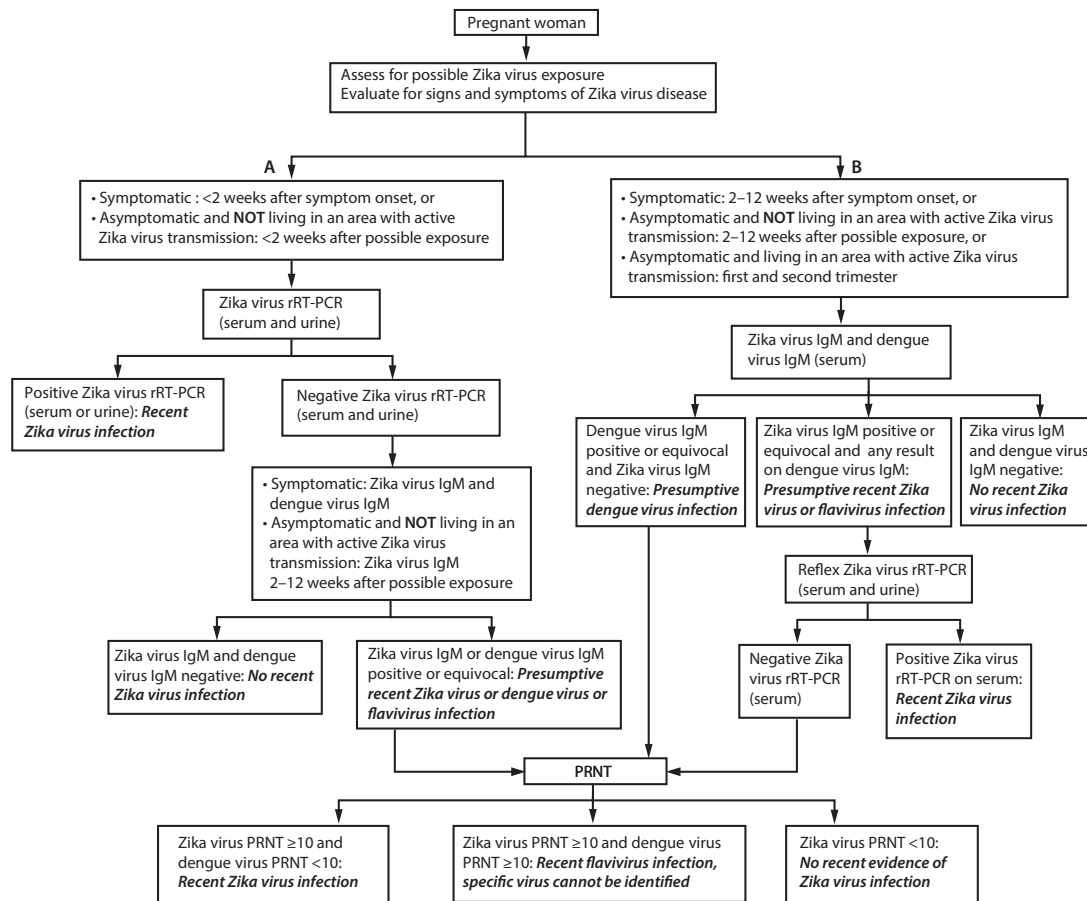 Pregnant woman
Assess for possible Zika virus exposure
Evaluate for signs and symptoms of Zika virus disease
A
• Symptomatic : <2 weeks after symptom onset, or
• Asymptomatic and NOT living in an area with active
Zika virus transmission: <2 weeks after possible exposure
Zika virus rRT-PCR
(serum and urine)
Positive Zika virus rRT-PCR
(serum or urine): Recent
Zika virus infection
Negative Zika virus rRT-PCR
(serum and urine)
• Symptomatic: Zika virus IgM and
dengue virus IgM
• Asymptomatic and NOT living in an
area with active Zika virus
transmission: Zika virus IgM
2–12 weeks after possible exposure
Zika virus IgM and dengue
virus IgM negative: No recent
Zika virus infection
Zika virus IgM or dengue virus IgM
positive or equivocal: Presumptive
recent Zika virus or dengue virus or
flavivirus infection
B
• Symptomatic: 2–12 weeks after symptom onset, or
• Asymptomatic and NOT living in an area with active Zika virus
transmission: 2–12 weeks after possible exposure, or
• Asymptomatic and living in an area with active Zika virus
transmission: first and second trimester
Zika virus IgM and dengue
virus IgM (serum)
Dengue virus IgM
positive or equivocal
and Zika virus IgM
negative: Presumptive
dengue virus infection
Zika virus IgM positive or
equivocal and any result
on dengue virus IgM:
Presumptive recent Zika
virus or flavivirus infection
Zika virus IgM
and dengue virus
IgM negative:
No recent Zika
virus infection
Reflex Zika virus rRT-PCR
(serum and urine)
Negative Zika
virus rRT-PCR
(serum)
Positive Zika virus
rRT-PCR on serum:
Recent Zika virus
infection
PRNT
Zika virus PRNT ≥10 and
dengue virus PRNT <10:
Recent Zika virus infection
Zika virus PRNT ≥10 and dengue virus
PRNT ≥10: Recent flavivirus infection,
specific virus cannot be identified
Zika virus PRNT <10:
No recent evidence of
Zika virus infection